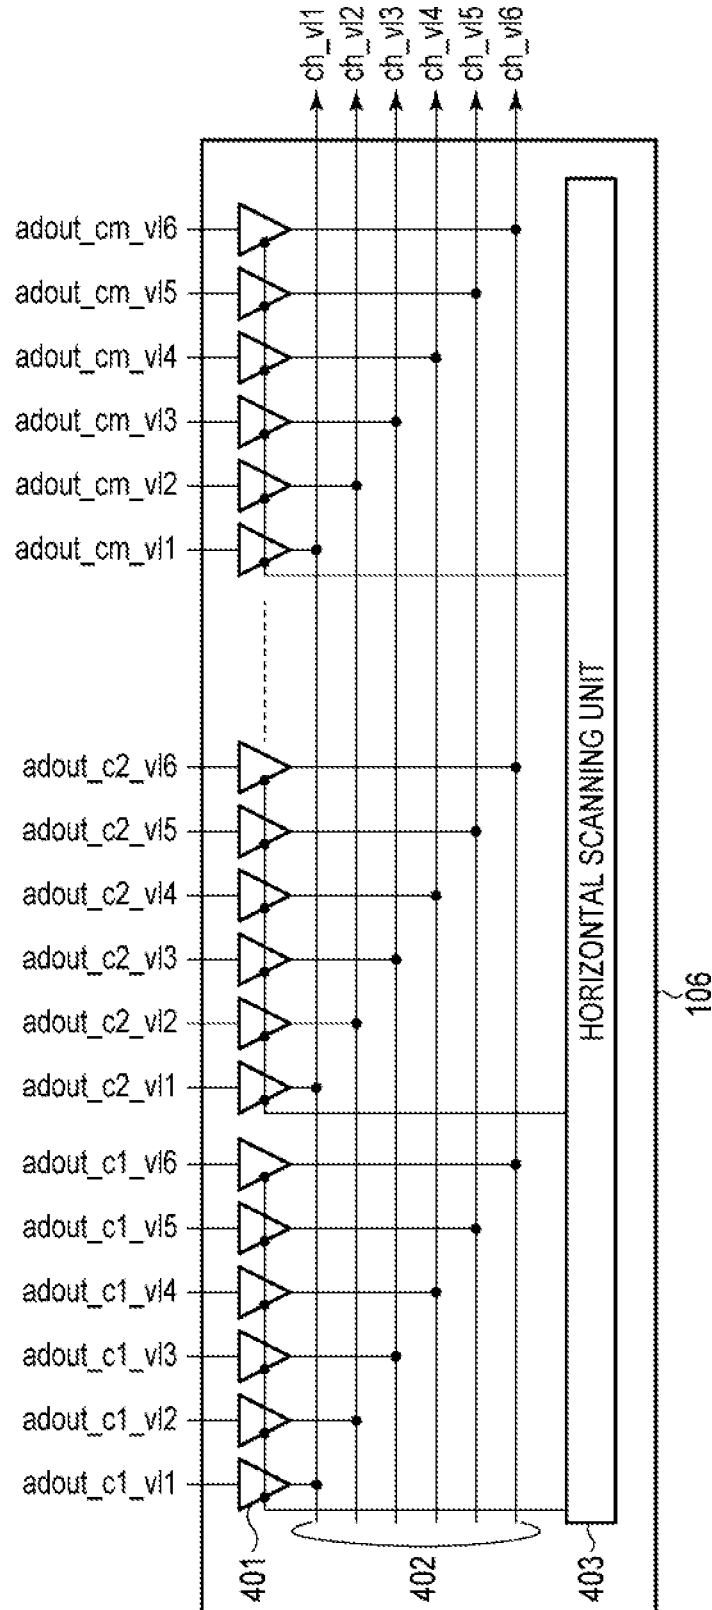 ch_vl1
ch_vl2
ch_vl3
ch_vl4
ch_vl5
ch_vl6
adout_cm_vl6
adout_cm_vl5
adout_cm_vl4
adout_cm_vl3
adout_cm_vl2
adout_cm_vl1
adout_c2_vl6
adout_c2_vl5
adout_c2_vl4
adout_c2_vl3
adout_c2_vl2
adout_c2_vl1
adout_c1_vl6
adout_c1_vl5
adout_c1_vl4
adout_c1_vl3
adout_c1_vl2
adout_c1_vl1
HORIZONTAL SCANNING UNIT
106
401
402
403